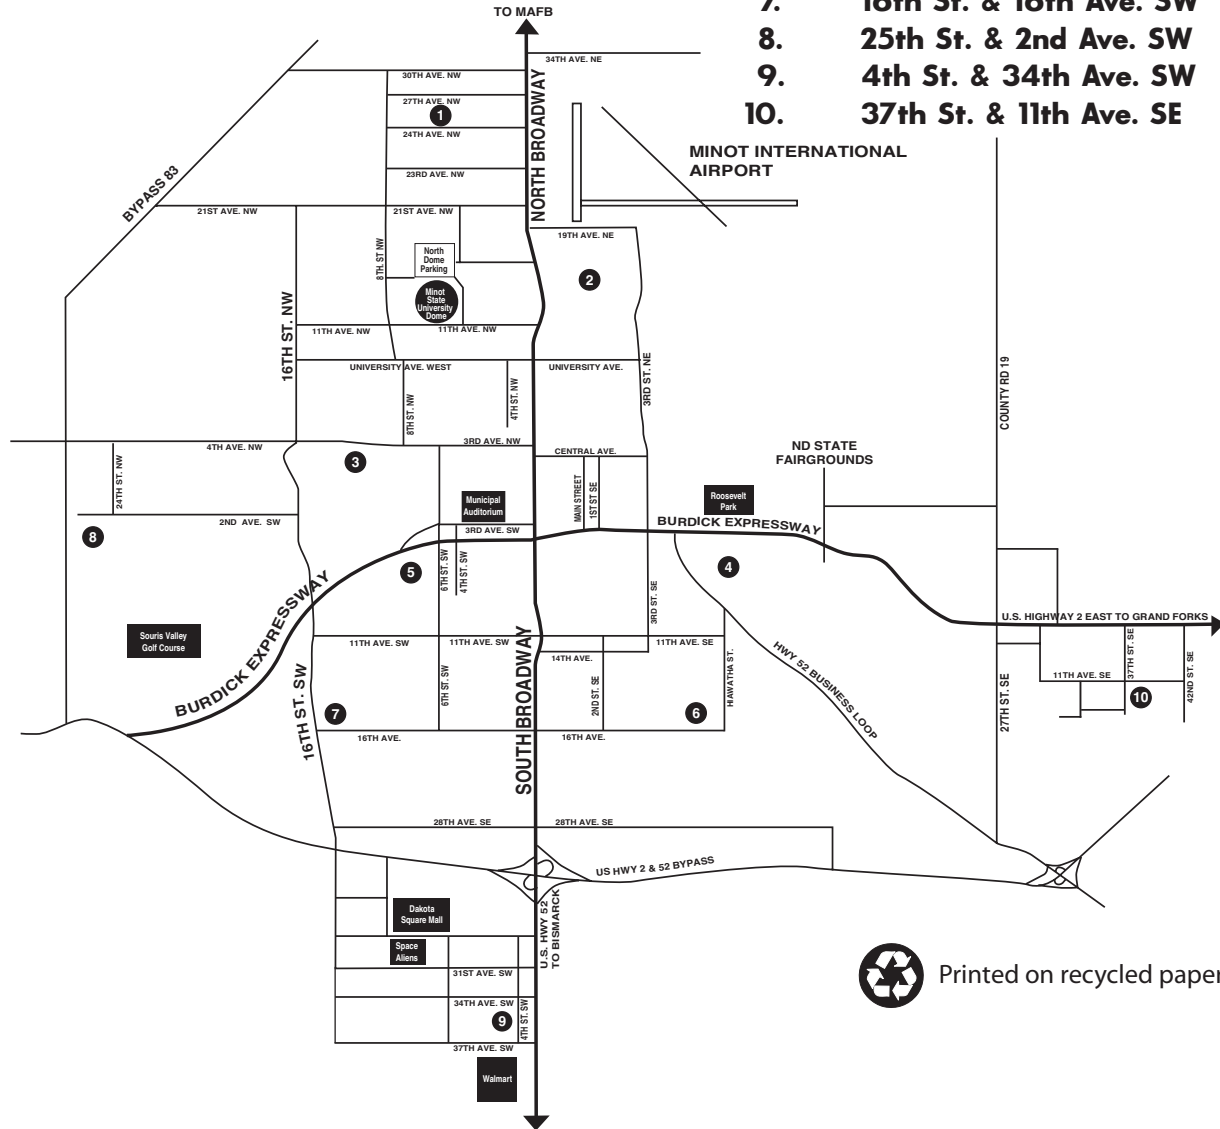 7. 16th St. & 16th Ave. SW
8. 25th St. & 2nd Ave. SW
9. 4th St. & 34th Ave. SW
10. 37th St. & 11th Ave. SE
TO MAFB
34TH AVE. NE
30TH AVE. NW
27TH AVE. NW
1
24TH AVE. NW
23RD AVE. NW
NORTH BROADWAY
MINOT INTERNATIONAL
AIRPORT
BYPASS 83
21ST AVE. NW
21ST AVE. NW
19TH AVE. NE
8TH. ST NW
North
Dome
Parking
Minot
State
University
Dome
2
16TH ST. NW
11TH AVE. NW
11TH AVE. NW
UNIVERSITY AVE. WEST
UNIVERSITY AVE.
3RD ST. NE
8TH ST. NW
4TH ST. NW
COUNTY RD 19
4TH AVE. NW
3RD AVE. NW
CENTRAL AVE.
ND STATE
FAIRGROUNDS
3
24TH ST. NW
MAIN STREET
1ST ST SE
Municipal
Auditorium
Roosevelt
Park
2ND AVE. SW
3RD AVE. SW
BURDICK EXPRESSWAY
8
5
6TH ST. SW
4TH ST. SW
4
3RD ST. SE
U.S. HIGHWAY 2 EAST TO GRAND FORKS
Souris Valley
Golf Course
BURDICK EXPRESSWAY
11TH AVE. SW
11TH AVE. SW
11TH AVE. SE
14TH AVE.
SOUTH BROADWAY
16TH ST. SW
6TH ST. SW
2ND ST. SE
HIAWATHA ST.
HWY 52 BUSINESS LOOP
27TH ST. SE
11TH AVE. SE
37TH ST. SE
42ND ST. SE
10
7
6
16TH AVE.
16TH AVE.
28TH AVE. SE
28TH AVE. SE
US HWY 2 & 52 BYPASS
Dakota
Square Mall
U.S. HWY 52
TO BISMARCK
Space
Aliens
31ST AVE. SW
34TH AVE. SW
9
4TH ST. SW
37TH AVE. SW
Walmart
Printed on recycled paper